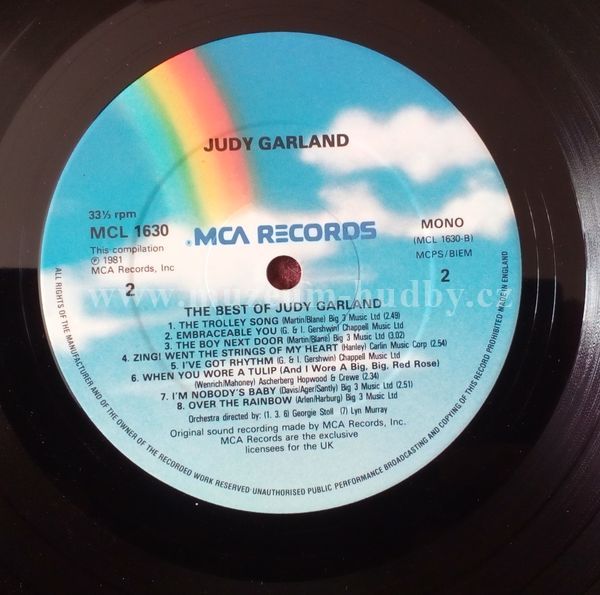 JUDY GARLAND
33⅓ rpm
MCL 1630
This compilation
℗ 1981
MCA Records, Inc
2
MCA RECORDS
MONO
(MCL 1630-B)
MCPS/BIEM
2
THE BEST OF JUDY GARLAND
1. THE TROLLEY SONG (Martin/Blane) Big 3 Music Ltd (2.49)
2. EMBRACEABLE YOU (G. & I. Gershwin) Chappell Music Ltd
3. THE BOY NEXT DOOR (Martin/Blane) Big 3 Music Ltd (3.02)
4. ZING! WENT THE STRINGS OF MY HEART (Hanley) Carlin Music Corp (2.54)
5. I'VE GOT RHYTHM (G. & I. Gershwin) Chappell Music Ltd
6. WHEN YOU WORE A TULIP (And I Wore A Big, Big, Red Rose)
(Wenrich/Mahoney) Ascherberg Hopwood & Crewe (2.34)
7. I'M NOBODY'S BABY (Davis/Ager/Santly) Big 3 Music Ltd (2.51)
8. OVER THE RAINBOW (Arlen/Harburg) Big 3 Music Ltd
Orchestra directed by: (1. 3. 6) Georgie Stoll (7) Lyn Murray
Original sound recording made by MCA Records, Inc.
MCA Records are the exclusive
licensees for the UK
ALL RIGHTS OF THE MANUFACTURER AND OF THE OWNER OF THE RECORDED WORK RESERVED UNAUTHORISED PUBLIC PERFORMANCE BROADCASTING AND COPYING OF THIS RECORD PROHIBITED MADE IN ENGLAND